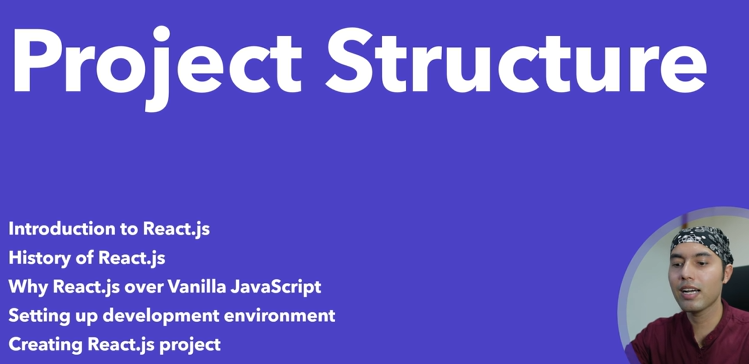 Project Structure
Introduction to React.js
History of React.js
Why React.js over Vanilla JavaScript
Setting up development environment
Creating React.js project